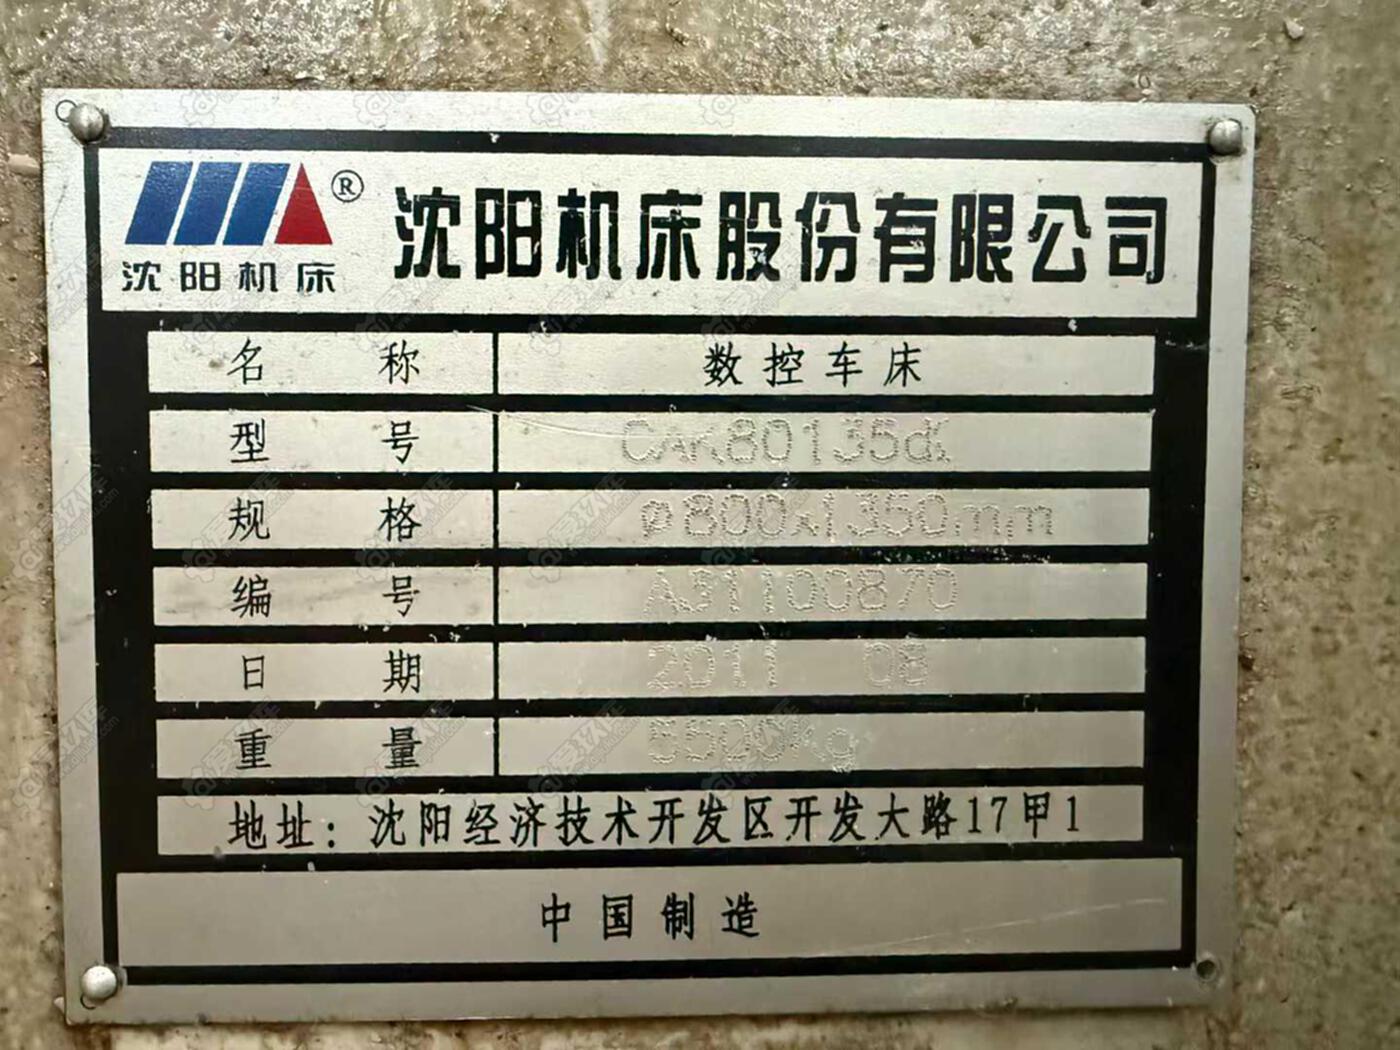 沈阳机床® 沈阳机床股份有限公司
名称 数控车床
型号 CAK80135di
规格 φ800x1350mm
编号 A31100870
日期 2011 08
重量 5500Kg
地址：沈阳经济技术开发区开发大路17甲1
中国制造